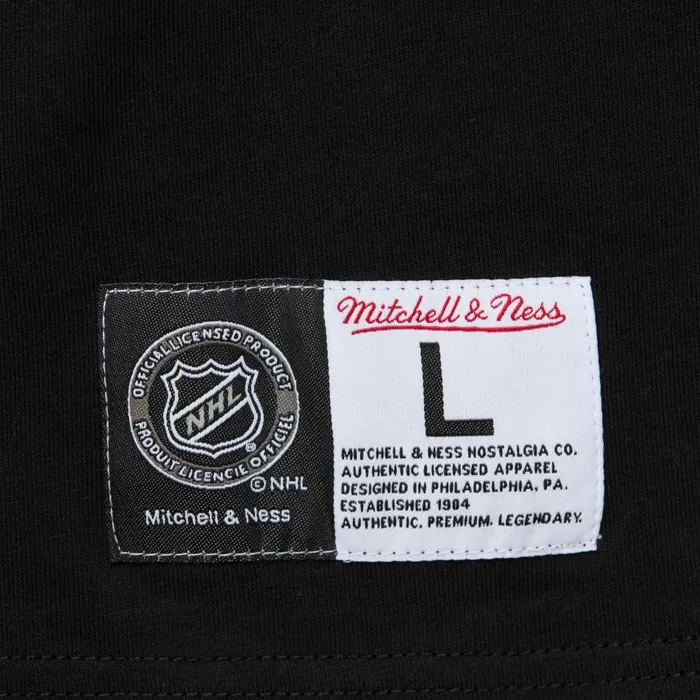 OFFICIAL LICENSED PRODUCT
NHL
®
PRODUIT LICENCIE OFFICIEL
© NHL
Mitchell & Ness
Mitchell & Ness
L
MITCHELL & NESS NOSTALGIA CO.
AUTHENTIC LICENSED APPAREL
DESIGNED IN PHILADELPHIA, PA.
ESTABLISHED 1904
AUTHENTIC. PREMIUM. LEGENDARY.